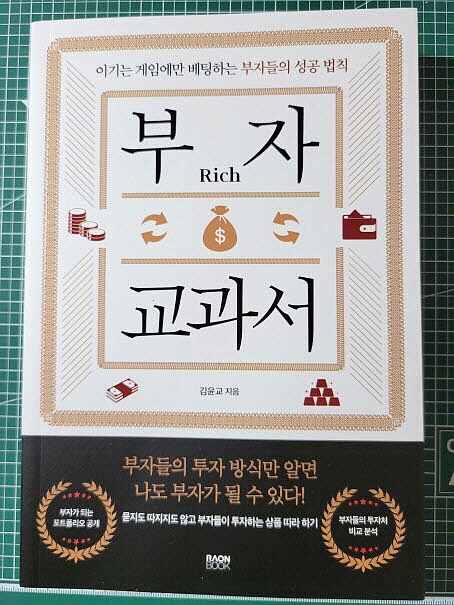 이기는 게임에만 베팅하는 부자들의 성공 법칙
부 자
Rich
$
교과서
김윤교 지음
부자들의 투자 방식만 알면
나도 부자가 될 수 있다!
묻지도 따지지도 않고 부자들이 투자하는 상품 따라 하기
부자가 되는
포트폴리오 공개
부자들의 투자처
비교 분석
RAON
BOOK